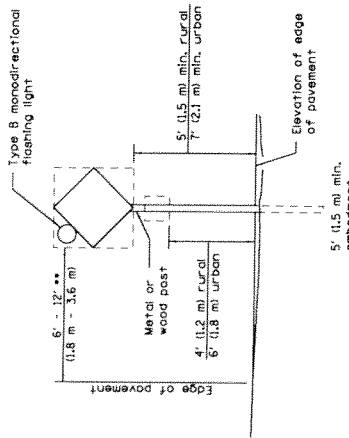 Type B monodirectional
flashing light
6' - 12' **
(1.8 m - 3.6 m)
Edge of pavement
Metal or
wood post
5' (1.5 m) min. rural
7' (2.1 m) min. urban
4' (1.2 m) rural
6' (1.8 m) urban
Elevation of edge
of pavement
5' (1.5 m) min.